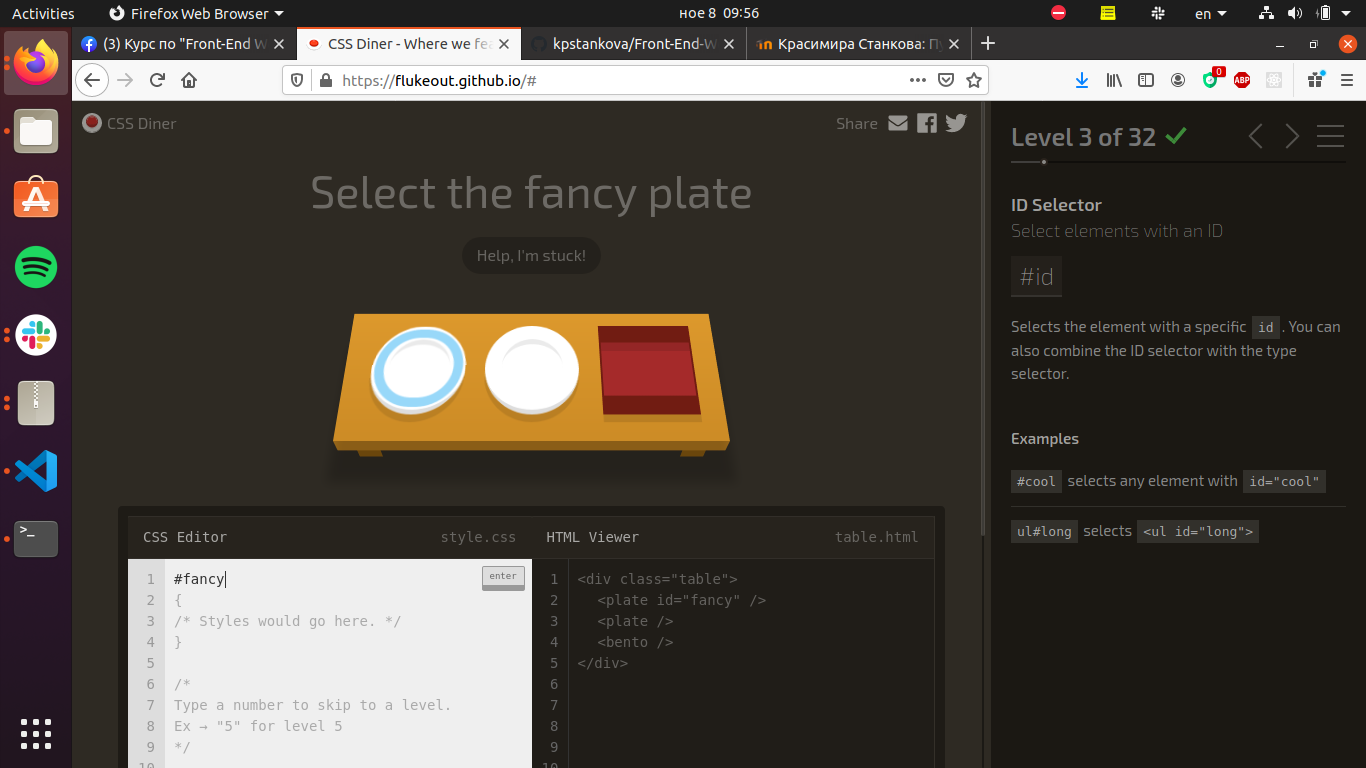 Activities
Firefox Web Browser
ное 8 09:56
en
(3) Курс по "Front-End W
CSS Diner - Where we fea
kpstankova/Front-End-W
Красимира Станкова: П
https://flukeout.github.io/#
0
ABP
CSS Diner
Share
Select the fancy plate
Help, I'm stuck!
CSS Editor
style.css
HTML Viewer
table.html
enter
1 #fancy
2 {
3 /* Styles would go here. */
4 }
5
6 /*
7 Type a number to skip to a level.
8 Ex → "5" for level 5
9 */
10
1 <div class="table">
2 <plate id="fancy" />
3 <plate />
4 <bento />
5 </div>
6
7
8
9
10
Level 3 of 32
ID Selector
Select elements with an ID
#id
Selects the element with a specific id . You can
also combine the ID selector with the type
selector.
Examples
#cool selects any element with id="cool"
ul#long selects <ul id="long">